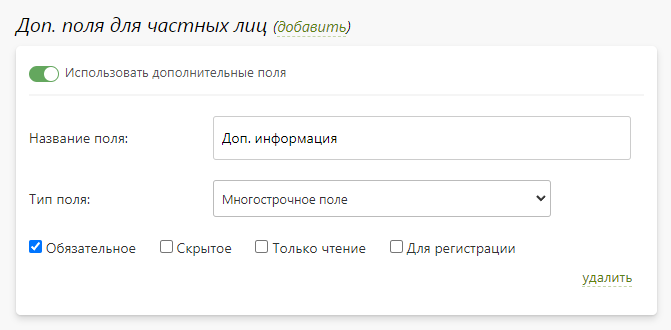 Доп. поля для частных лиц (добавить)
Использовать дополнительные поля
Название поля: Доп. информация
Тип поля: Многострочное поле
Обязательное Скрытое Только чтение Для регистрации
удалить